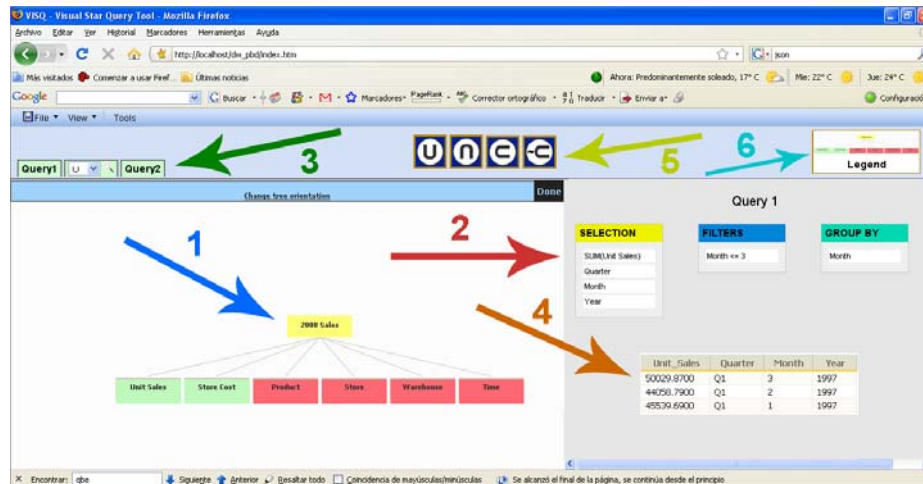 VISQ - Visual Star Query Tool - Mozilla Firefox
Archivo Editar Ver Historial Marcadores Herramientas Ayuda
http://localhost/dw_pbd/index.htm
json
Más visitados Comenzar a usar Firef... Últimas noticias Ahora: Predominantemente soleado, 17° C Mie: 22° C Jue: 24° C
Google Buscar Marcadores PageRank Corrector ortográfico Traducir Enviar a Configuració
File View Tools
Query1 U Query2
3
U N C C
5
6
Legend
Change tree orientation Done
Query 1
1
2
SELECTION FILTERS GROUP BY
SUM(Unit Sales) Month <= 3 Month
Quarter
Month
Year
4
2008 Sales
Unit Sales Store Cost Product Store Warehouse Time
Unit_Sales Quarter Month Year
50029.8700 Q1 3 1997
44058.7900 Q1 2 1997
45539.6900 Q1 1 1997
Encontrar: qbe Siguiente Anterior Resaltar todo Coincidencia de mayúsculas/minúsculas Se alcanzó el final de la página, se continúa desde el principio